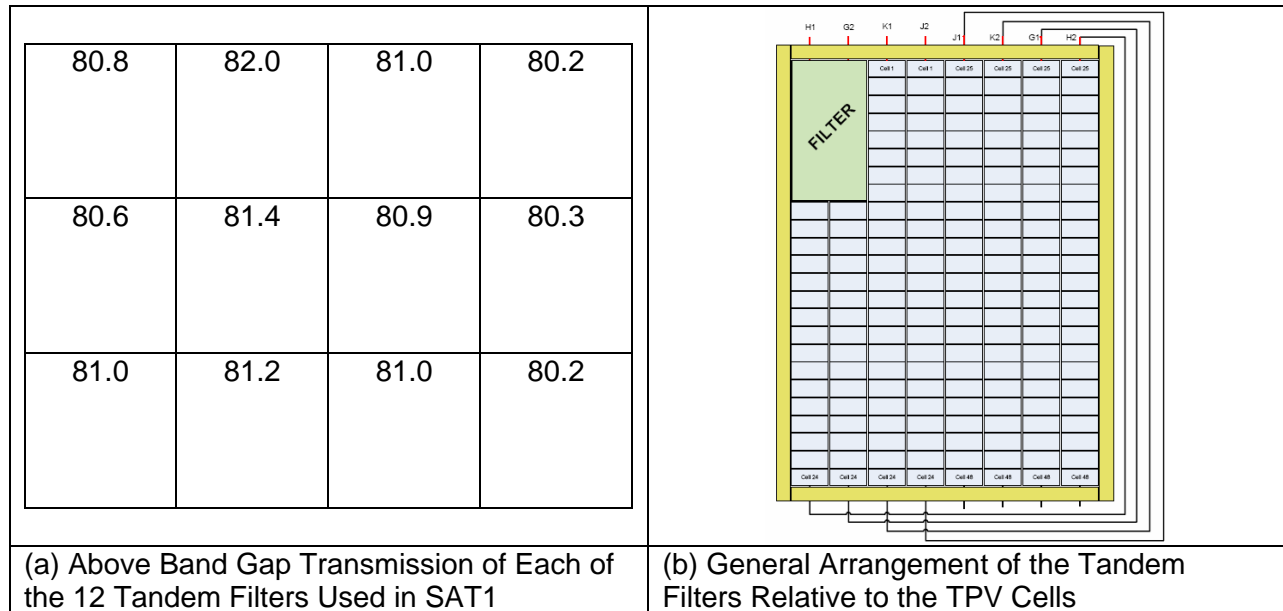 80.8 82.0 81.0 80.2
80.6 81.4 80.9 80.3
81.0 81.2 81.0 80.2
H1 G2 K1 J2 J1 K2 G1 H2
Cell 1 Cell 1 Cell 25 Cell 25 Cell 25 Cell 25
FILTER
Cell 24 Cell 24 Cell 24 Cell 24 Cell 48 Cell 48 Cell 48 Cell 48
(a) Above Band Gap Transmission of Each of
the 12 Tandem Filters Used in SAT1
(b) General Arrangement of the Tandem
Filters Relative to the TPV Cells